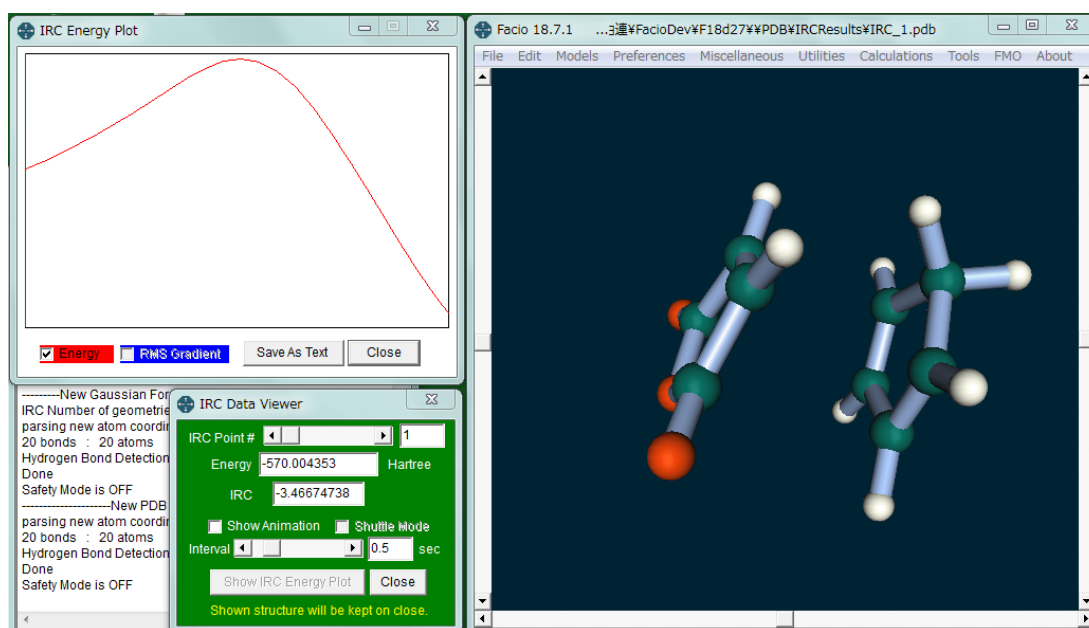 IRC Energy Plot
Energy
RMS Gradient
Save As Text
Close
---------New Gaussian For
IRC Number of geometrie
parsing new atom coordin
20 bonds : 20 atoms
Hydrogen Bond Detection
Done
Safety Mode is OFF
--------------------New PDB
parsing new atom coordin
20 bonds : 20 atoms
Hydrogen Bond Detection
Done
Safety Mode is OFF
IRC Data Viewer
IRC Point # 1
Energy -570.004353 Hartree
IRC -3.46674738
Show Animation Shuttle Mode
Interval 0.5 sec
Show IRC Energy Plot Close
Shown structure will be kept on close.
Facio 18.7.1 ...ヨ連¥FacioDev¥F18d27¥¥PDB¥IRCResults¥IRC_1.pdb
File Edit Models Preferences Miscellaneous Utilities Calculations Tools FMO About